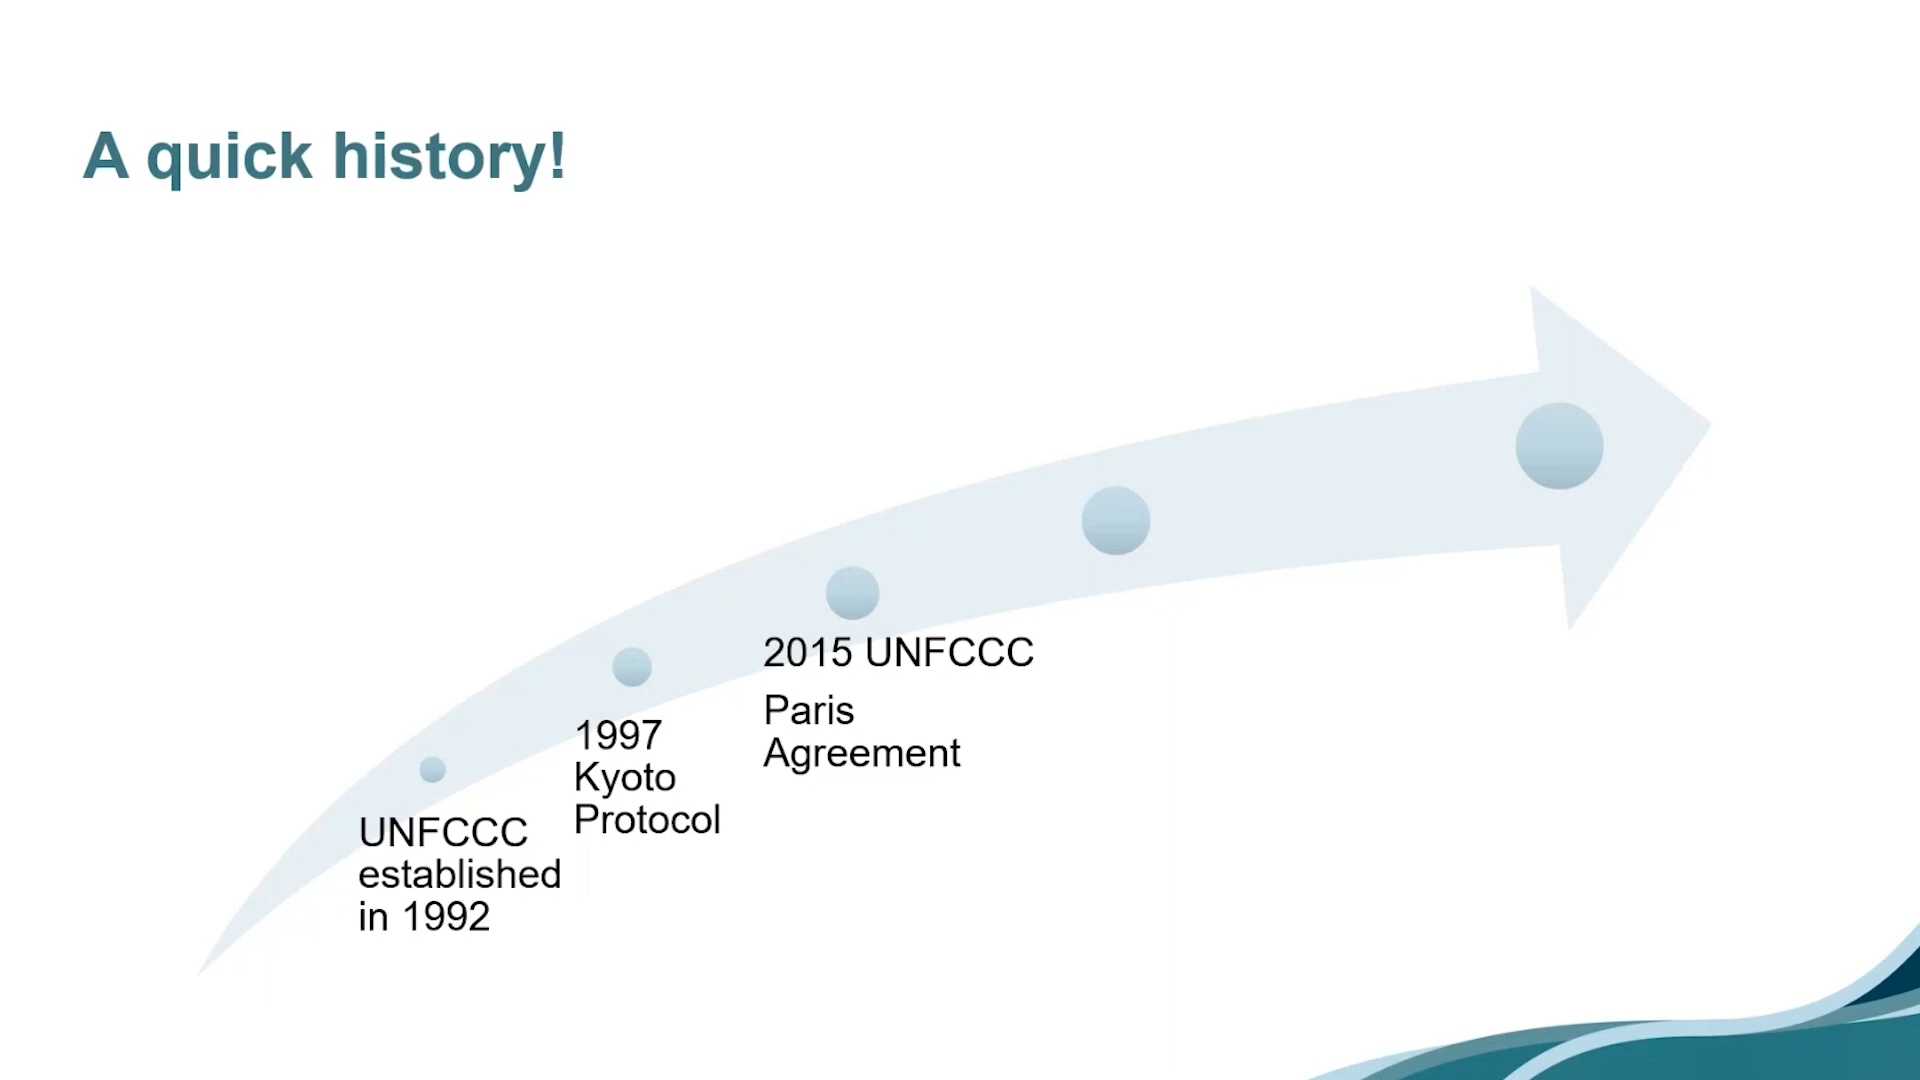 A quick history!
UNFCCC
established
in 1992
1997
Kyoto
Protocol
2015 UNFCCC
Paris
Agreement